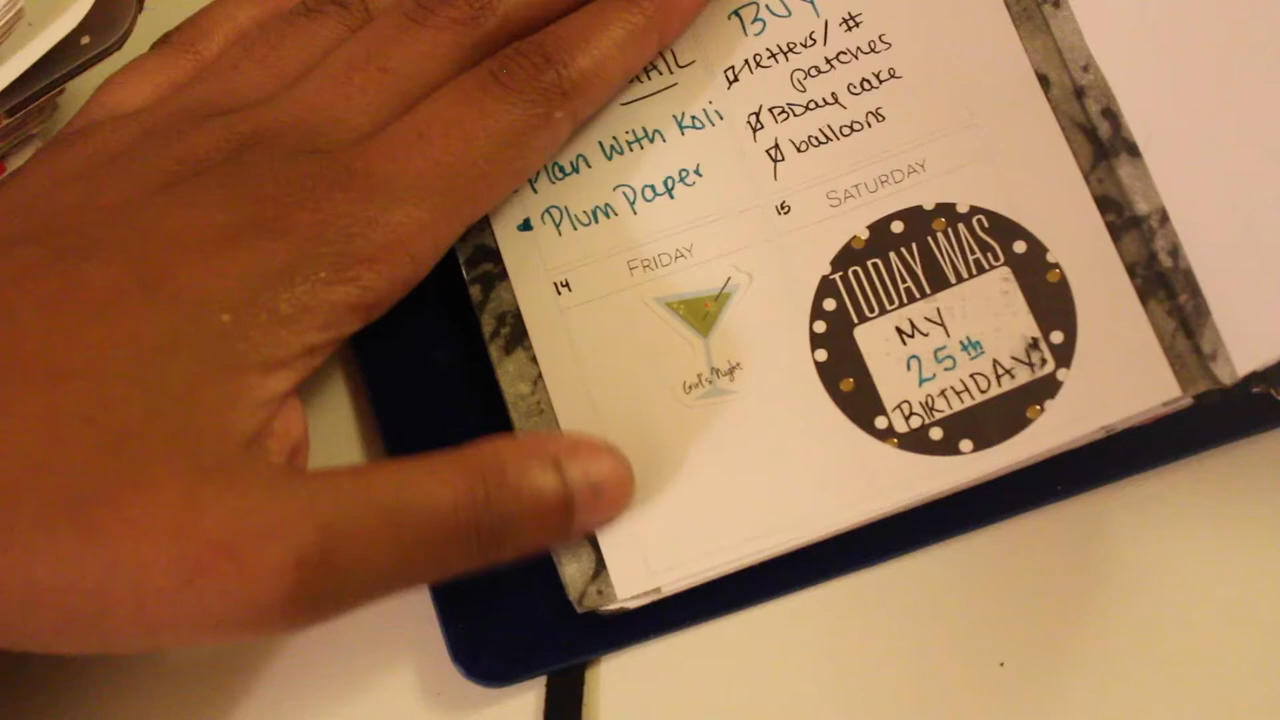 BUY
letters/#
patches
BDay cake
balloons
Plan With Koli
Plum Paper
14 FRIDAY
Girl's Night
15 SATURDAY
TODAY WAS
MY
25th
BIRTHDAY!